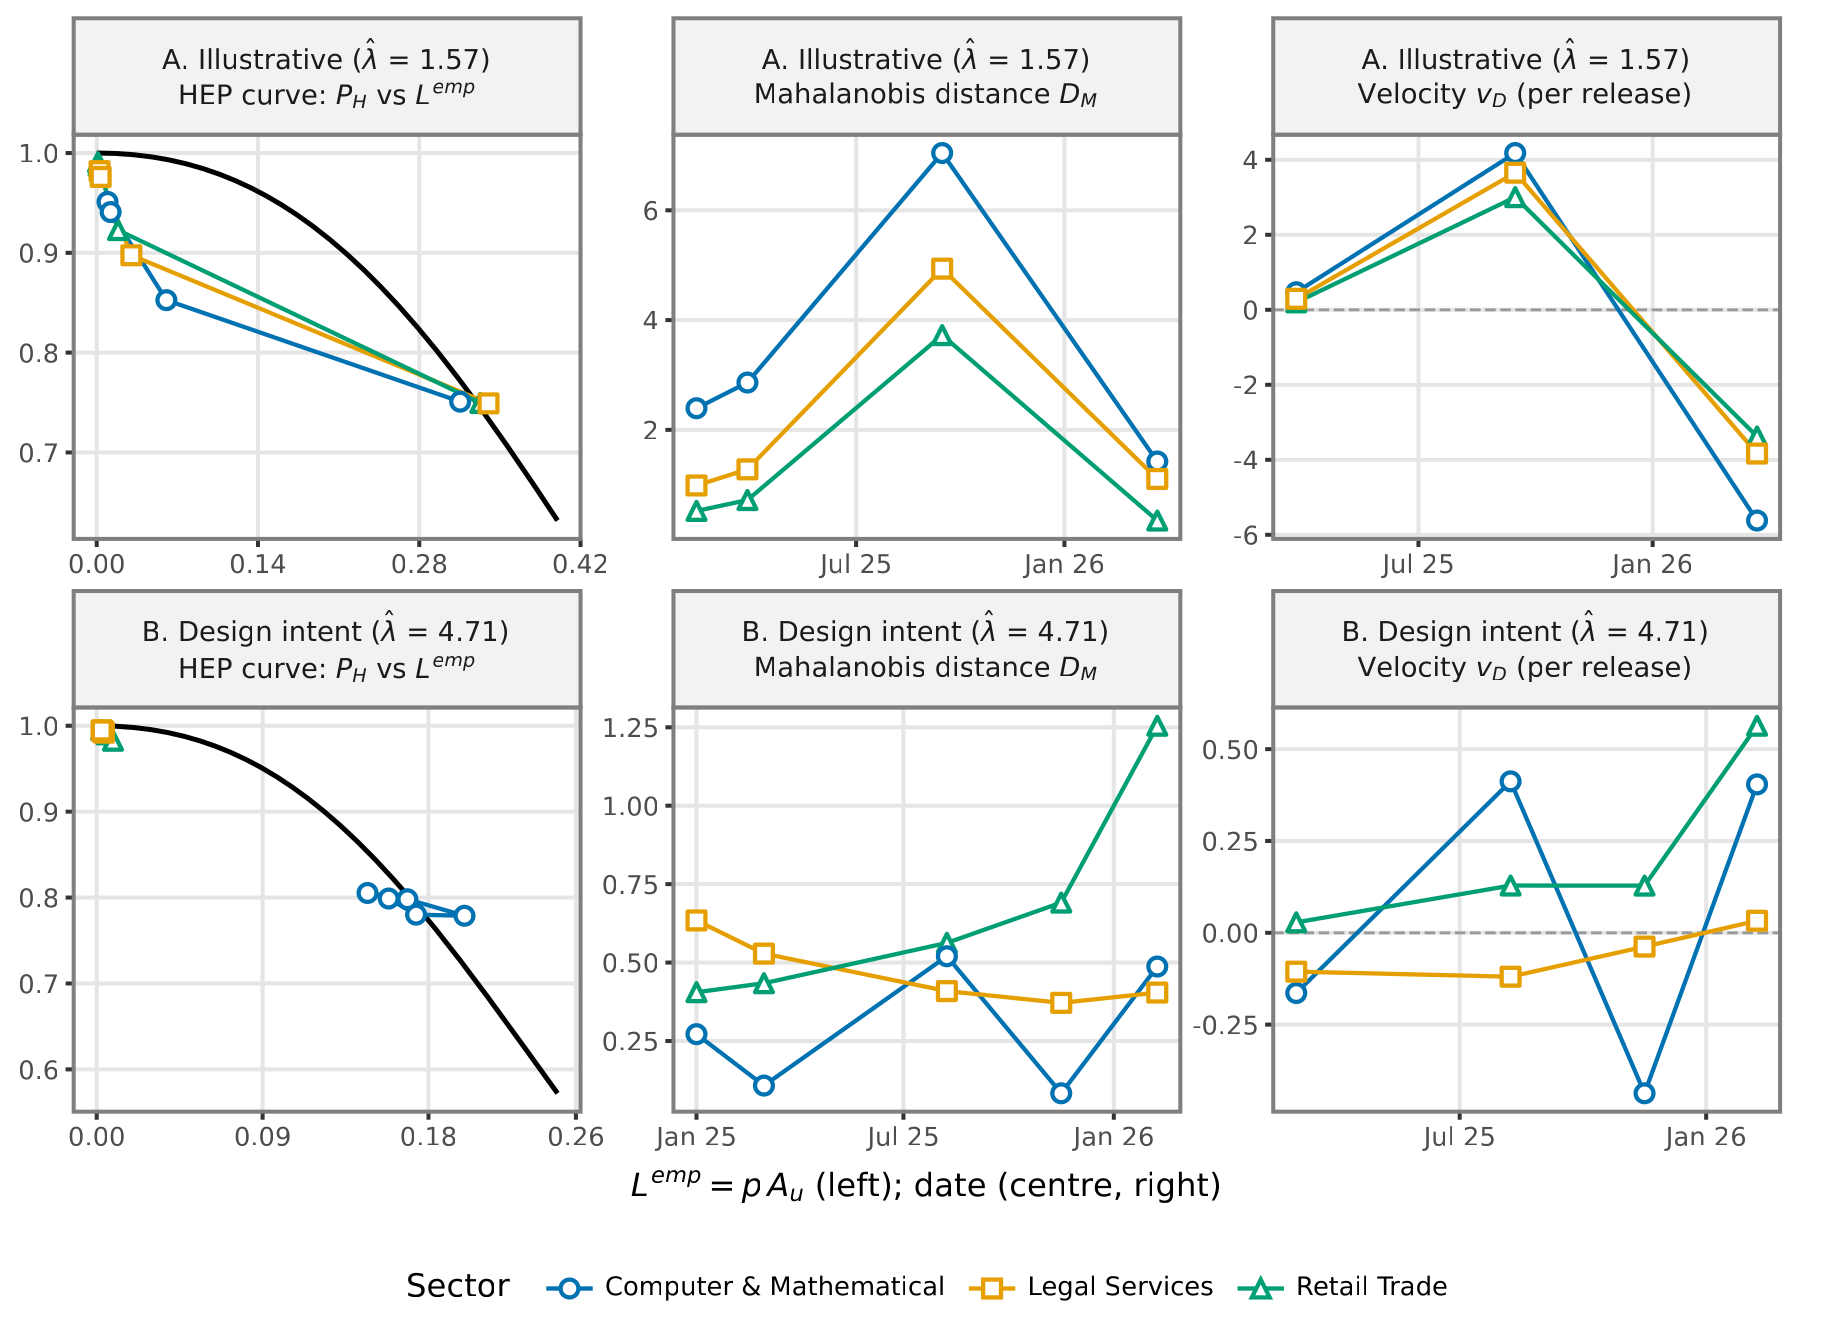 A. Illustrative (λ̂ = 1.57)
HEP curve: P_H vs L^emp
A. Illustrative (λ̂ = 1.57)
Mahalanobis distance D_M
A. Illustrative (λ̂ = 1.57)
Velocity v_D (per release)
1.0
0.9
0.8
0.7
0.00 0.14 0.28 0.42
6
4
2
Jul 25 Jan 26
4
2
0
-2
-4
-6
Jul 25 Jan 26
B. Design intent (λ̂ = 4.71)
HEP curve: P_H vs L^emp
B. Design intent (λ̂ = 4.71)
Mahalanobis distance D_M
B. Design intent (λ̂ = 4.71)
Velocity v_D (per release)
1.0
0.9
0.8
0.7
0.6
0.00 0.09 0.18 0.26
1.25
1.00
0.75
0.50
0.25
Jan 25 Jul 25 Jan 26
0.50
0.25
0.00
-0.25
Jul 25 Jan 26
L^emp = p A_u (left); date (centre, right)
Sector Computer & Mathematical Legal Services Retail Trade